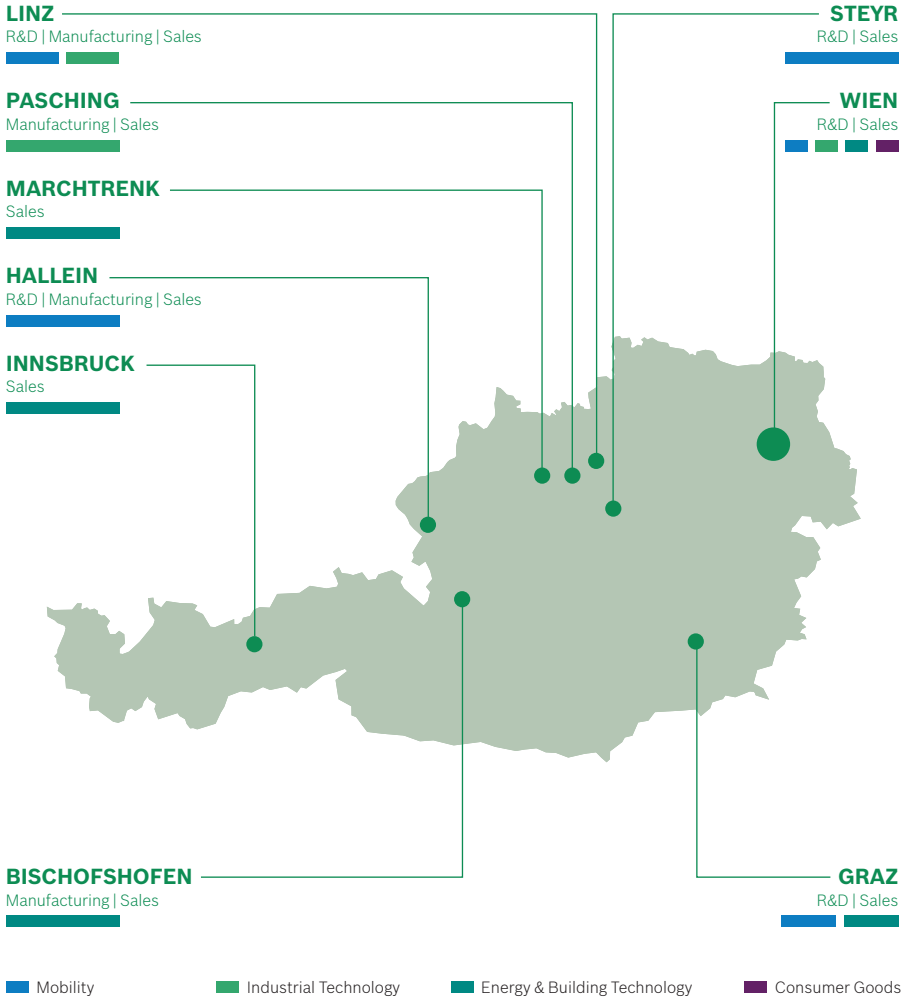 LINZ
R&D | Manufacturing | Sales
STEYR
R&D | Sales
PASCHING
Manufacturing | Sales
WIEN
R&D | Sales
MARCHTRENK
Sales
HALLEIN
R&D | Manufacturing | Sales
INNSBRUCK
Sales
BISCHOFSHOFEN
Manufacturing | Sales
GRAZ
R&D | Sales
Mobility
Industrial Technology
Energy & Building Technology
Consumer Goods